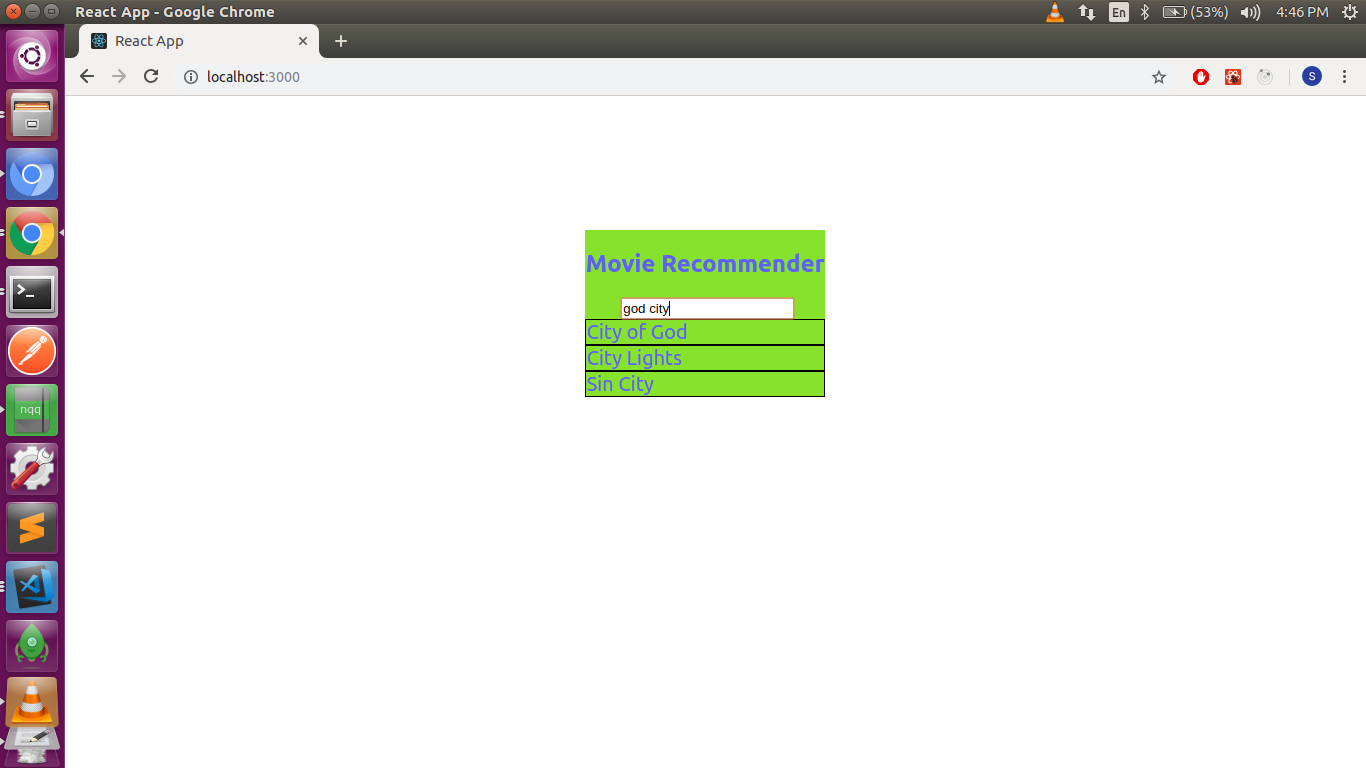 React App - Google Chrome
En
(53%)
4:46 PM
React App
localhost:3000
S
Movie Recommender
god city
City of God
City Lights
Sin City
nqq